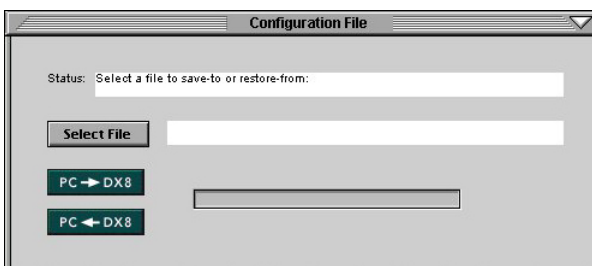 Configuration File
Status: Select a file to save-to or restore-from:
Select File
PC → DX8
PC ← DX8